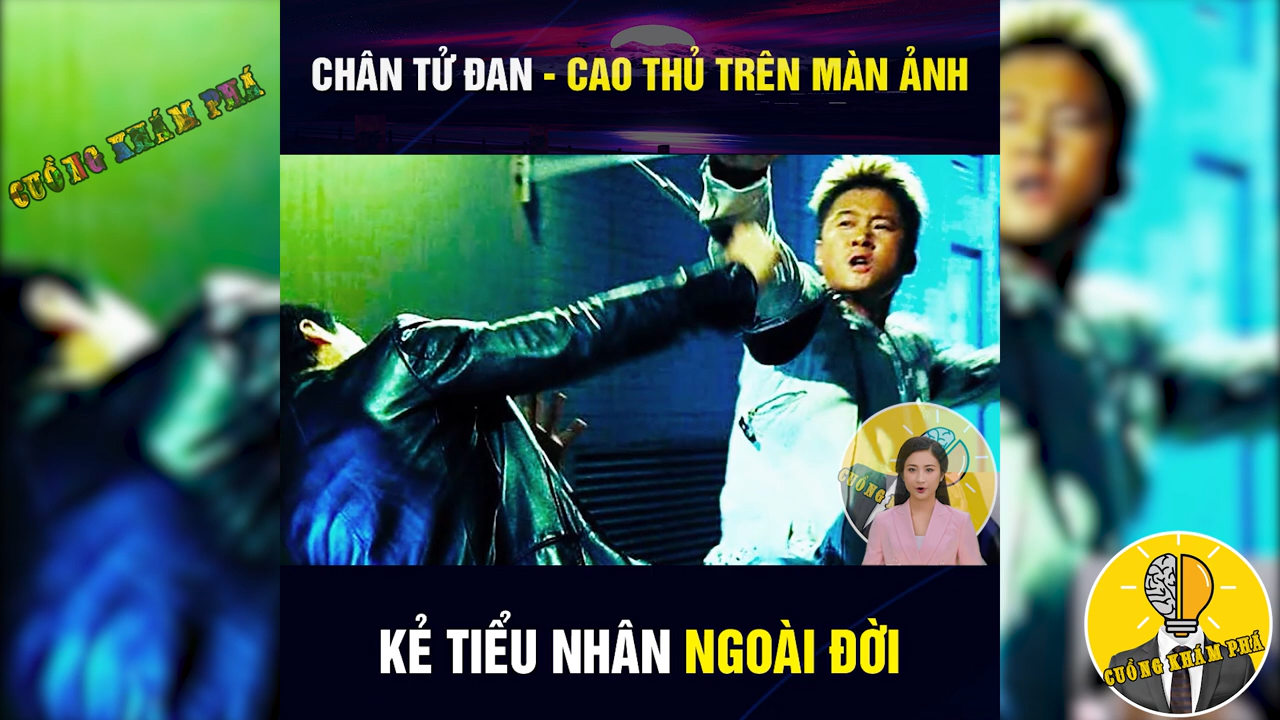 CUỒNG KHÁM PHÁ
CHÂN TỬ ĐAN - CAO THỦ TRÊN MÀN ẢNH
CUỒNG
KẺ TIỂU NHÂN NGOÀI ĐỜI
CUỒNG KHÁM PHÁ